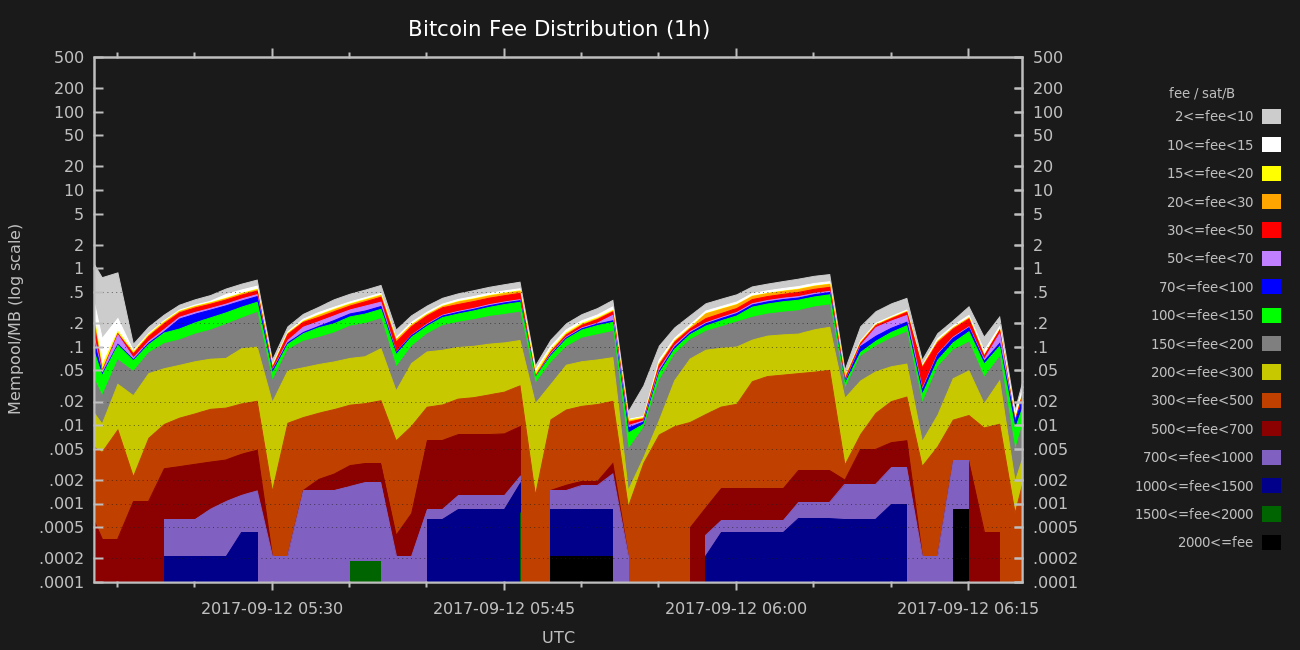 Bitcoin Fee Distribution (1h)
500 500
200 200
100 100
50 50
20 20
10 10
5 5
2 2
1 1
.5 .5
.2 .2
.1 .1
.05 .05
.02 .02
.01 .01
.005 .005
.002 .002
.001 .001
.0005 .0005
.0002 .0002
.0001 .0001
Mempool/MB (log scale)
2017-09-12 05:30 2017-09-12 05:45 2017-09-12 06:00 2017-09-12 06:15
UTC
fee / sat/B
2<=fee<10
10<=fee<15
15<=fee<20
20<=fee<30
30<=fee<50
50<=fee<70
70<=fee<100
100<=fee<150
150<=fee<200
200<=fee<300
300<=fee<500
500<=fee<700
700<=fee<1000
1000<=fee<1500
1500<=fee<2000
2000<=fee